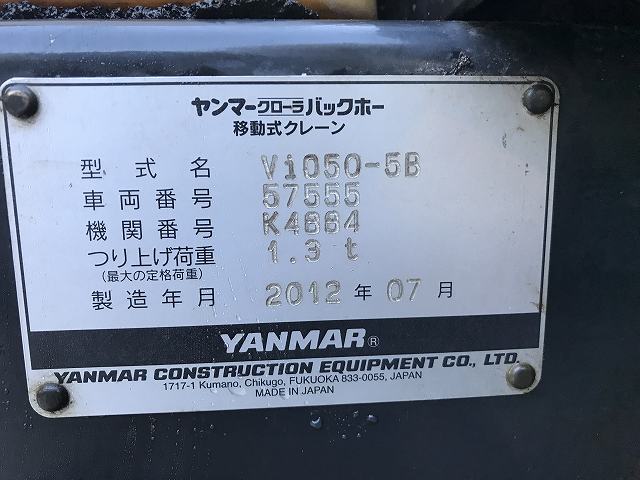 ヤンマークローラバックホー
移動式クレーン
型式名 Vi050-5B
車両番号 57555
機関番号 K4884
つり上げ荷重 1.3 t
(最大の定格荷重)
製造年月 2012 年 07 月
YANMAR®
YANMAR CONSTRUCTION EQUIPMENT CO., LTD.
1717-1 Kumano, Chikugo, FUKUOKA 833-0055, JAPAN
MADE IN JAPAN